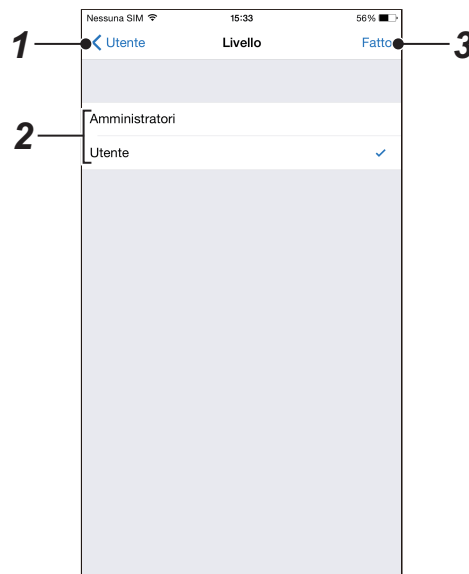 Nessuna SIM 15:33 56%
1 Utente Livello Fatto 3
Amministratori
2
Utente